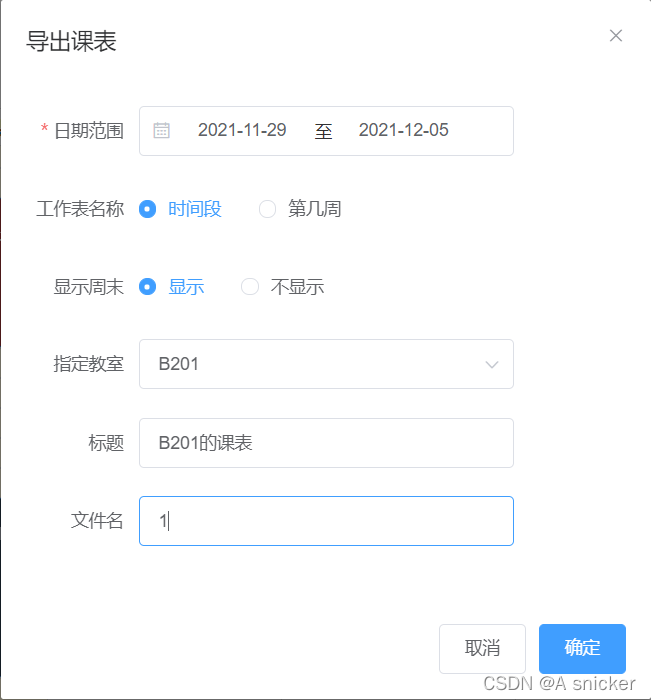 导出课表
* 日期范围 2021-11-29 至 2021-12-05
工作表名称 时间段 第几周
显示周末 显示 不显示
指定教室 B201
标题 B201的课表
文件名 1
取消 确定
CSDN @A snicker